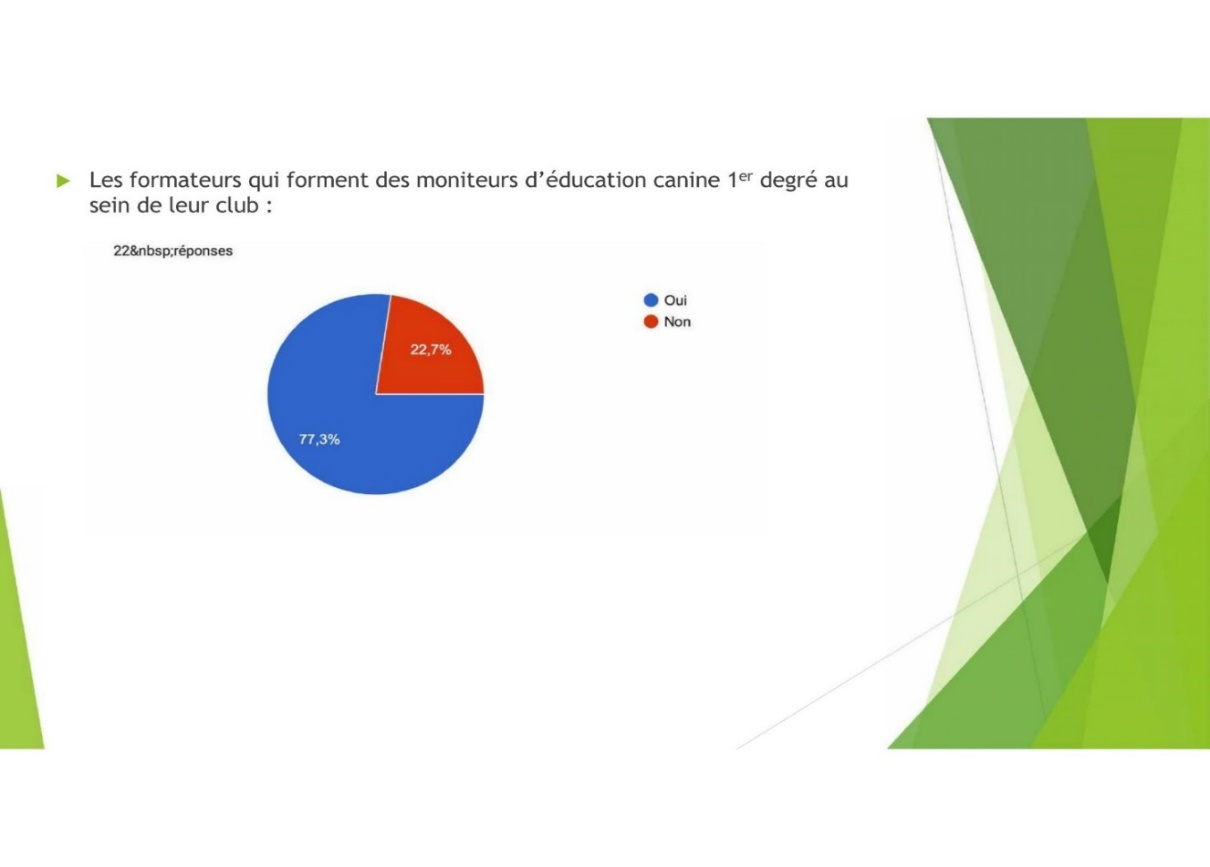 Les formateurs qui forment des moniteurs d’éducation canine 1er degré au
sein de leur club :
22&nbsp;réponses
Oui
Non
22,7%
77,3%